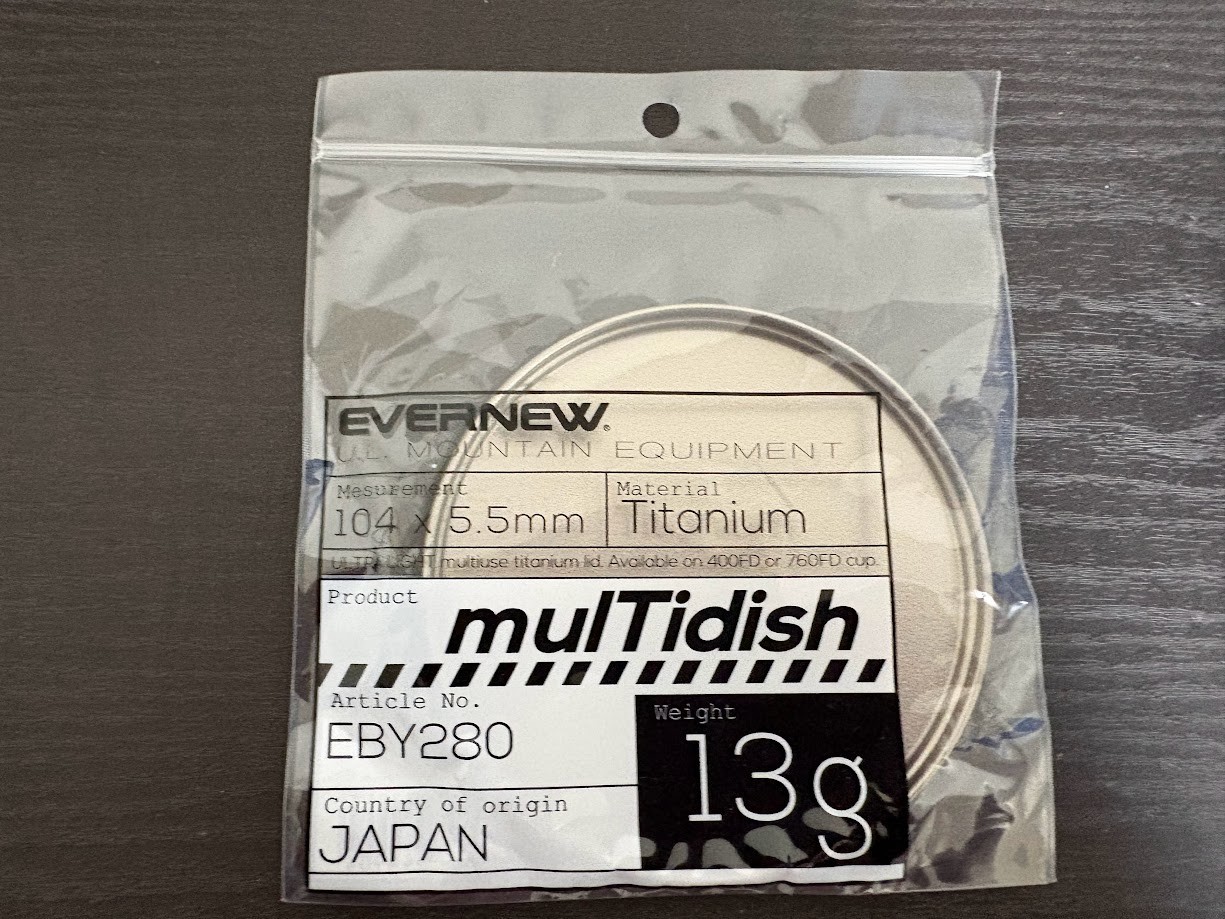 EVERNEW®
U.L. MOUNTAIN EQUIPMENT
Mesurement
104 x 5.5mm
Material
Titanium
ULTRALIGHT multiuse titanium lid. Available on 400FD or 760FD cup.
Product
mulTidish
Article No.
EBY280
Weight
13g
Country of origin
JAPAN